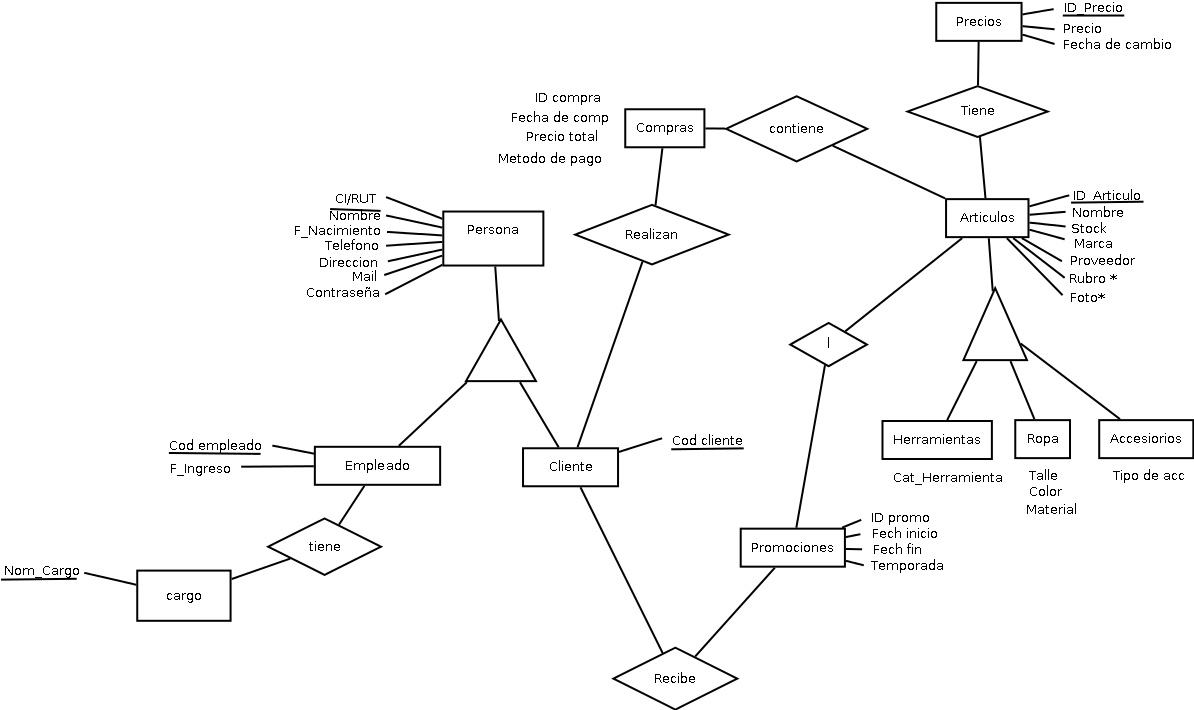 Precios
ID_Precio
Precio
Fecha de cambio
Tiene
ID compra
Fecha de comp
Precio total
Metodo de pago
Compras
contiene
Articulos
ID_Articulo
Nombre
Stock
Marca
Proveedor
Rubro *
Foto*
CI/RUT
Nombre
F_Nacimiento
Telefono
Direccion
Mail
Contraseña
Persona
Realizan
l
Herramientas
Cat_Herramienta
Ropa
Talle
Color
Material
Accesiorios
Tipo de acc
Cod empleado
F_Ingreso
Empleado
Cliente
Cod cliente
Promociones
ID promo
Fech inicio
Fech fin
Temporada
tiene
Nom_Cargo
cargo
Recibe